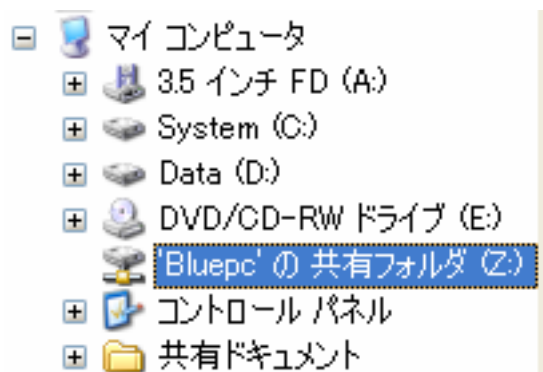 マイ コンピュータ
3.5 インチ FD (A:)
System (C:)
Data (D:)
DVD/CD-RW ドライブ (E:)
'Bluepc' の 共有フォルダ (Z:)
コントロール パネル
共有ドキュメント